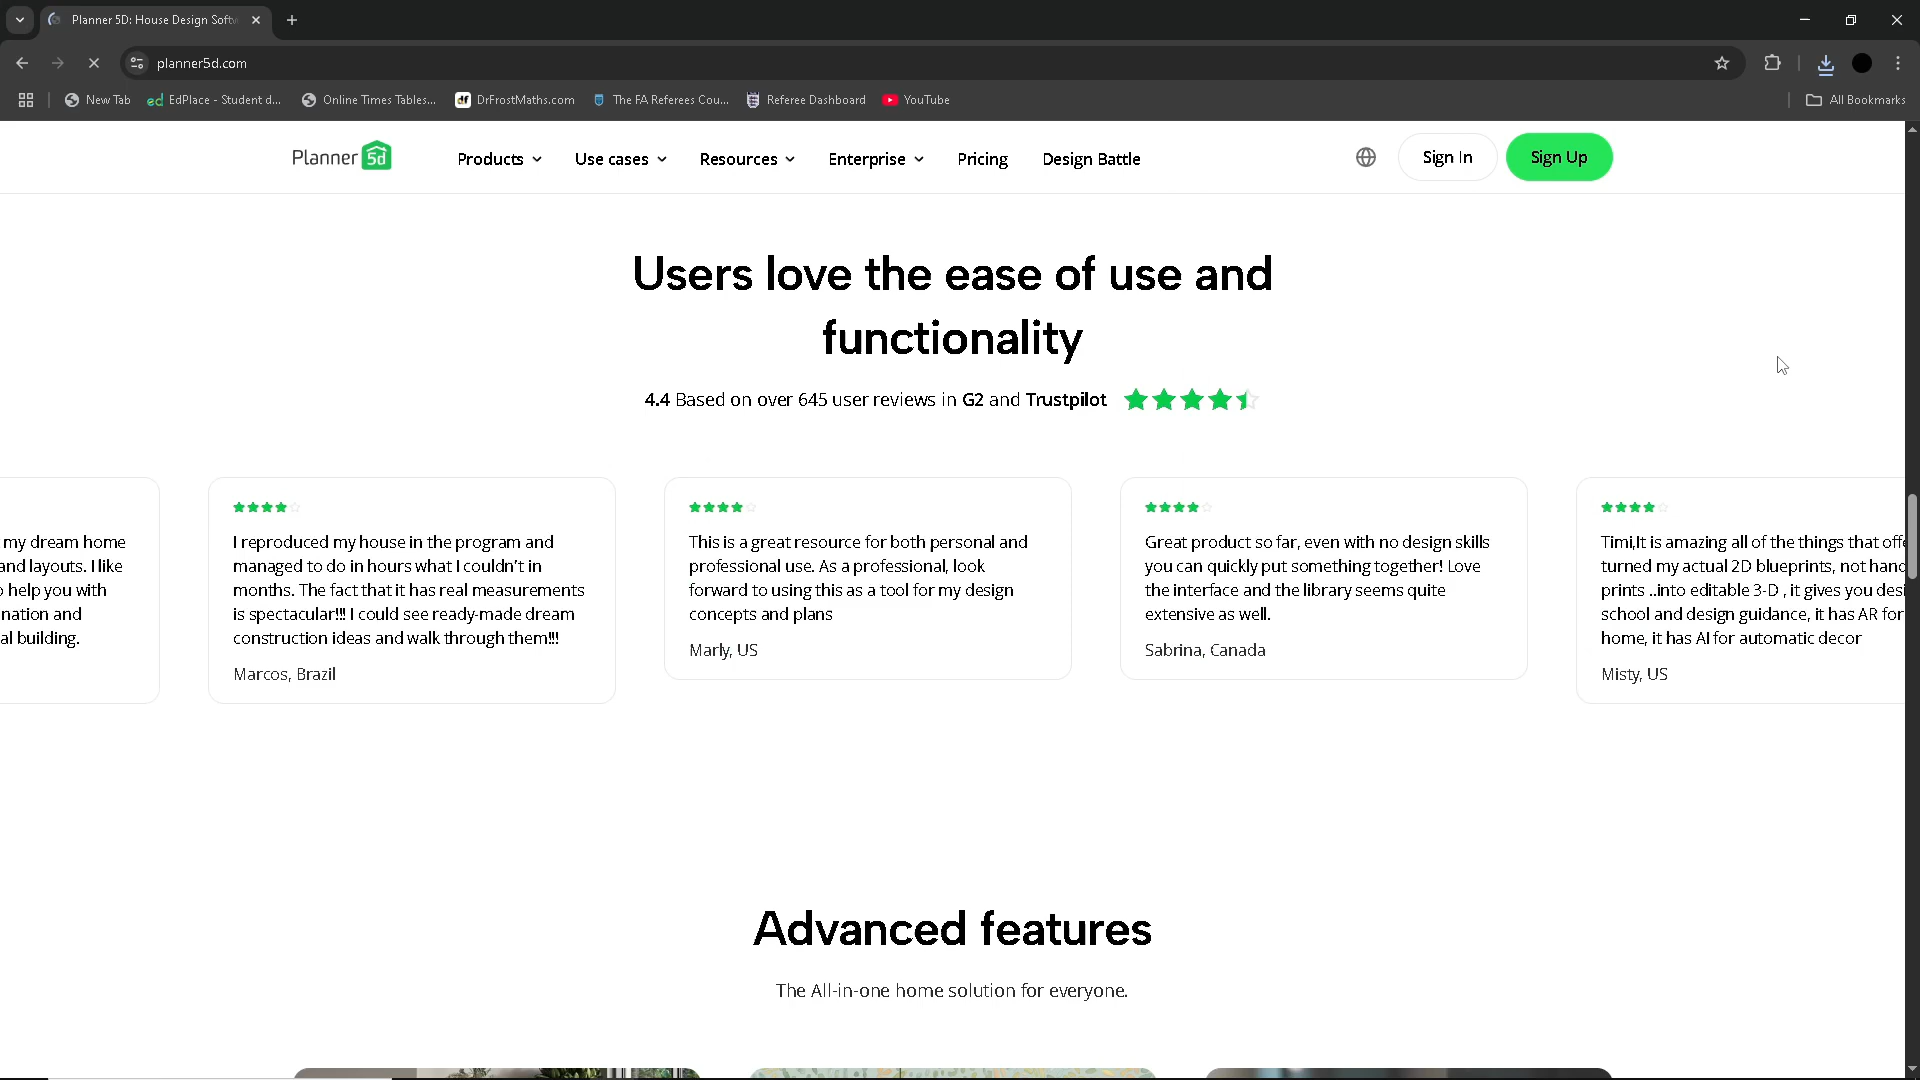 Planner 5D: House Design Softw
planner5d.com
New Tab
EdPlace - Student d...
Online Times Tables...
DrFrostMaths.com
The FA Referees Cou...
Referee Dashboard
YouTube
All Bookmarks
Planner 5d
Products
Use cases
Resources
Enterprise
Pricing
Design Battle
Sign In
Sign Up
Users love the ease of use and
functionality
4.4 Based on over 645 user reviews in G2 and Trustpilot
my dream home
and layouts. I like
help you with
nation and
al building.
I reproduced my house in the program and
managed to do in hours what I couldn't in
months. The fact that it has real measurements
is spectacular!!! I could see ready-made dream
construction ideas and walk through them!!!
Marcos, Brazil
This is a great resource for both personal and
professional use. As a professional, look
forward to using this as a tool for my design
concepts and plans
Marly, US
Great product so far, even with no design skills
you can quickly put something together! Love
the interface and the library seems quite
extensive as well.
Sabrina, Canada
Timi,It is amazing all of the things that offe
turned my actual 2D blueprints, not hand
prints ..into editable 3-D , it gives you desi
school and design guidance, it has AR for
home, it has AI for automatic decor
Misty, US
Advanced features
The All-in-one home solution for everyone.